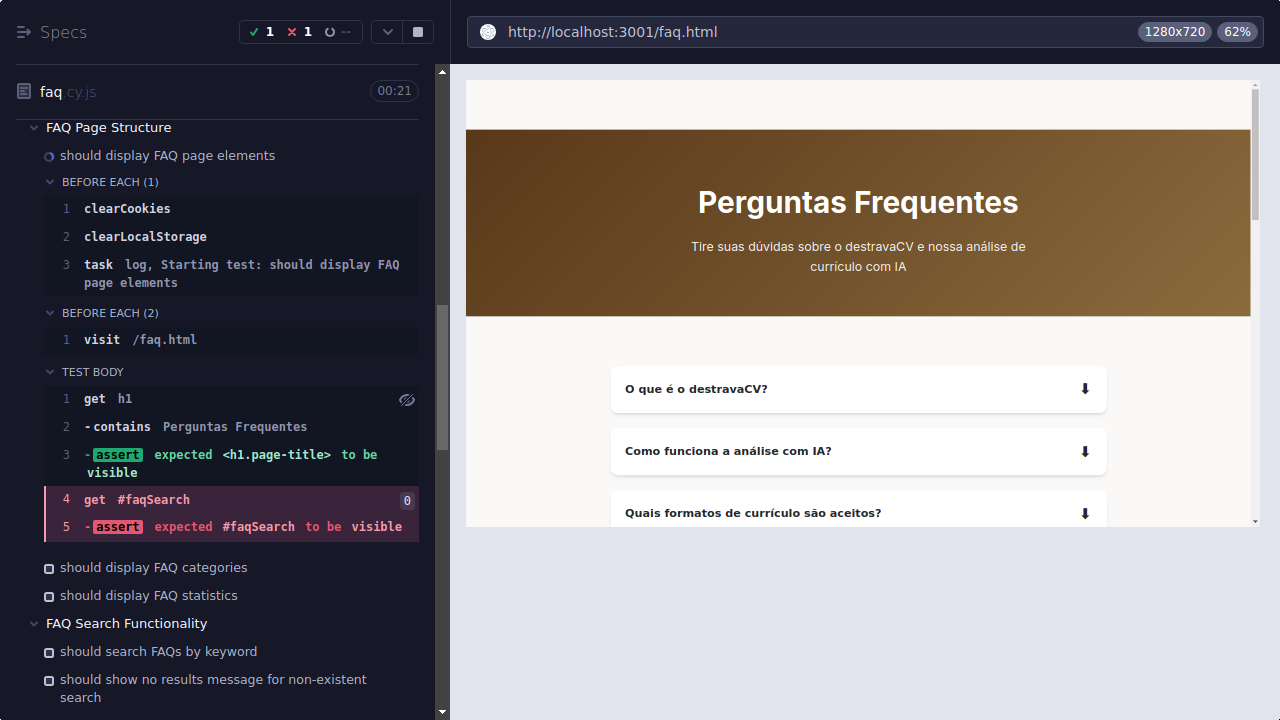 Specs
1
1
--
faq.cy.js
00:21
FAQ Page Structure
should display FAQ page elements
BEFORE EACH (1)
1 clearCookies
2 clearLocalStorage
3 task log, Starting test: should display FAQ
page elements
BEFORE EACH (2)
1 visit /faq.html
TEST BODY
1 get h1
2 -contains Perguntas Frequentes
3 -assert expected <h1.page-title> to be
visible
4 get #faqSearch 0
5 -assert expected #faqSearch to be visible
should display FAQ categories
should display FAQ statistics
FAQ Search Functionality
should search FAQs by keyword
should show no results message for non-existent
search
http://localhost:3001/faq.html
1280x720
62%
Perguntas Frequentes
Tire suas dúvidas sobre o destravaCV e nossa análise de
currículo com IA
O que é o destravaCV?
Como funciona a análise com IA?
Quais formatos de currículo são aceitos?